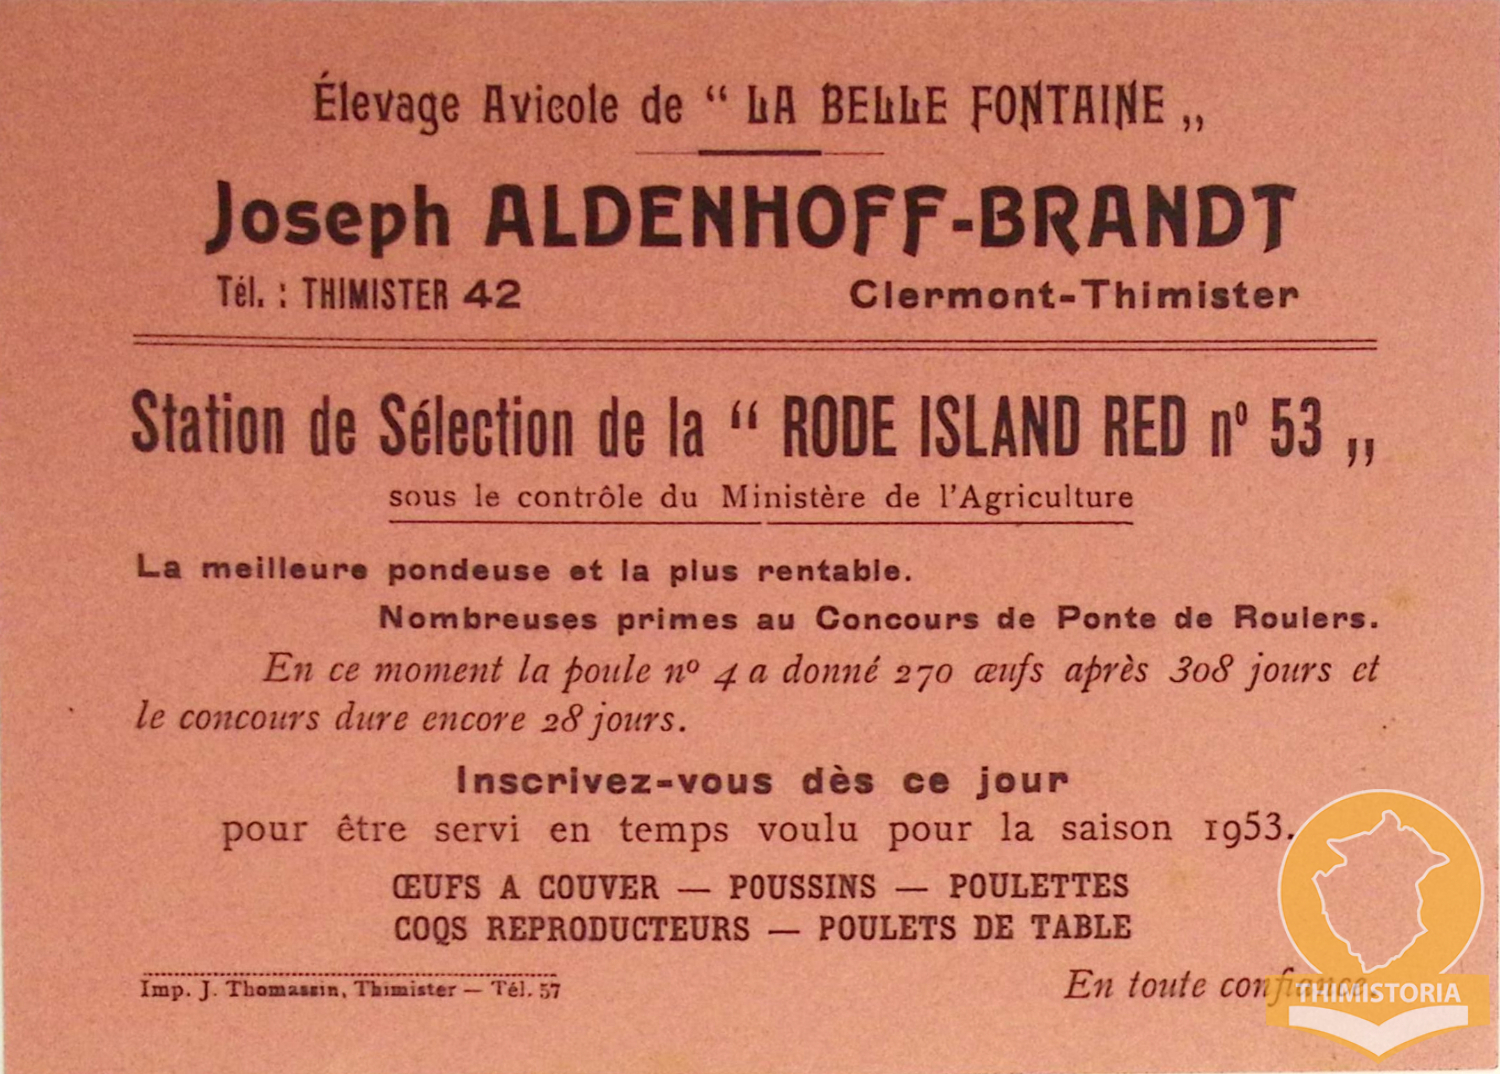 Élevage Avicole de “ LA BELLE FONTAINE „
Joseph ALDENHOFF-BRANDT
Tél. : THIMISTER 42 Clermont-Thimister
Station de Sélection de la “ RODE ISLAND RED nº 53 „
sous le contrôle du Ministère de l'Agriculture
La meilleure pondeuse et la plus rentable.
Nombreuses primes au Concours de Ponte de Roulers.
En ce moment la poule nº 4 a donné 270 œufs après 308 jours et
le concours dure encore 28 jours.
Inscrivez-vous dès ce jour
pour être servi en temps voulu pour la saison 1953.
ŒUFS A COUVER — POUSSINS — POULETTES
COQS REPRODUCTEURS — POULETS DE TABLE
Imp. J. Thomassin, Thimister — Tél. 57
En toute confiance.
THIMISTORIA